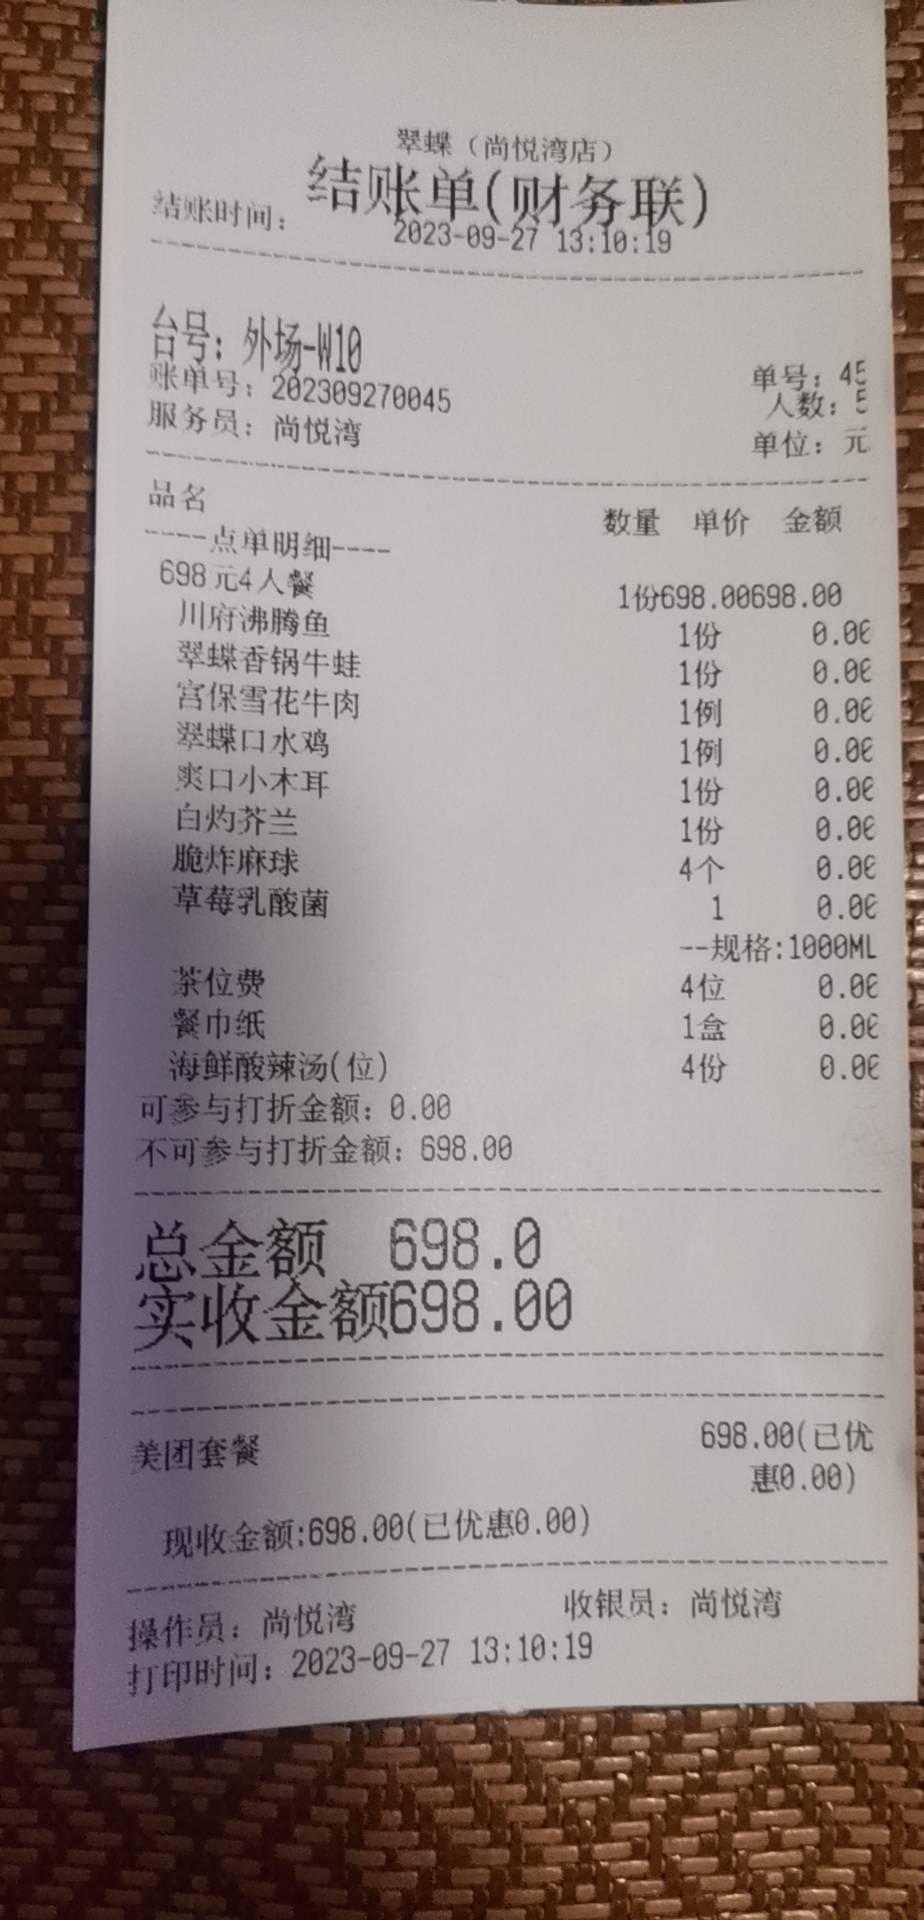 翠蝶（尚悦湾店）
结账单(财务联)
结账时间： 2023-09-27 13:10:19
台号: 外场-W10
账单号: 202309270045 单号: 45
服务员: 尚悦湾 人数: 5
单位: 元
品名 数量 单价 金额
----点单明细----
698元4人餐 1份698.00698.00
川府沸腾鱼 1份 0.00
翠蝶香锅牛蛙 1份 0.00
宫保雪花牛肉 1例 0.00
翠蝶口水鸡 1例 0.00
爽口小木耳 1份 0.00
白灼芥兰 1份 0.00
脆炸麻球 4个 0.00
草莓乳酸菌 1 0.00
--规格:1000ML
茶位费 4位 0.00
餐巾纸 1盒 0.00
海鲜酸辣汤(位) 4份 0.00
可参与打折金额: 0.00
不可参与打折金额: 698.00
总金额 698.0
实收金额698.00
美团套餐 698.00(已优
惠0.00)
现收金额:698.00(已优惠0.00)
操作员: 尚悦湾 收银员: 尚悦湾
打印时间: 2023-09-27 13:10:19